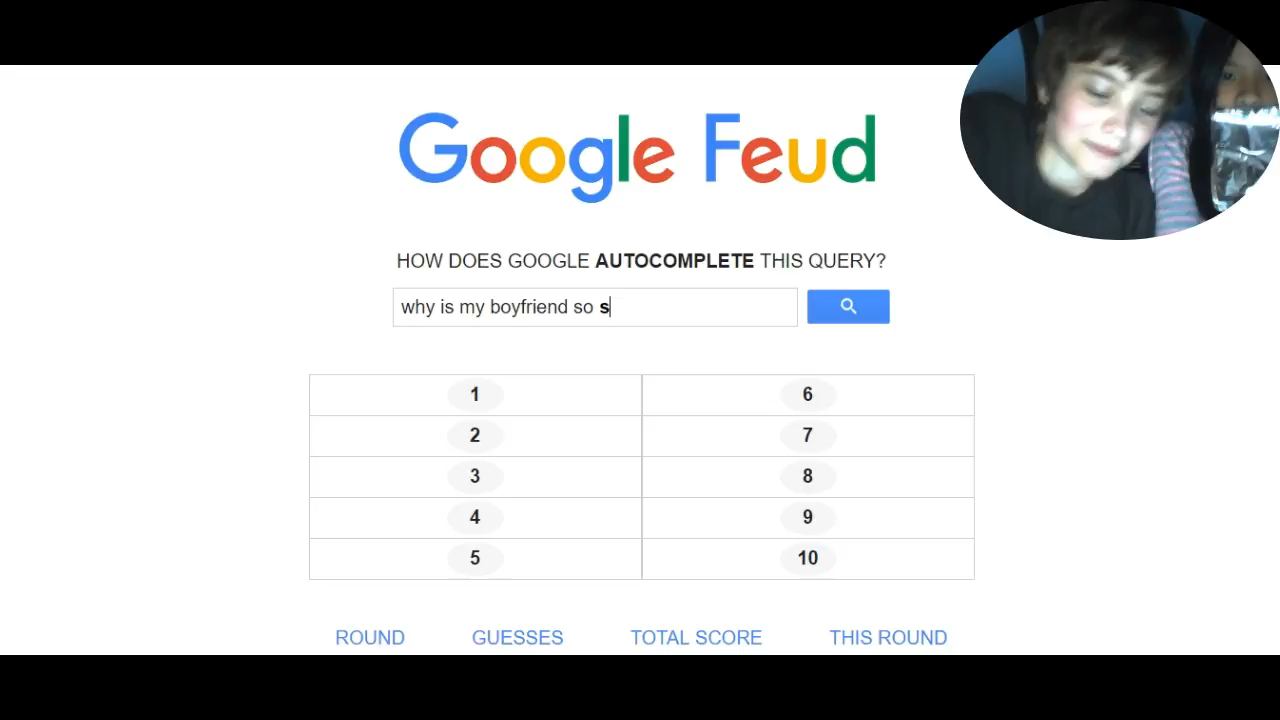 Google Feud
HOW DOES GOOGLE AUTOCOMPLETE THIS QUERY?
why is my boyfriend so s
1 6
2 7
3 8
4 9
5 10
ROUND GUESSES TOTAL SCORE THIS ROUND